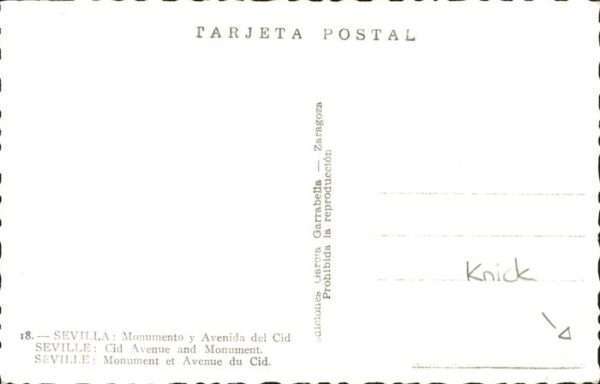 TARJETA POSTAL
Ediciones García Garrabella — Zaragoza
Prohibida la reproducción
Knick
18. — SEVILLA: Monumento y Avenida del Cid
SEVILLE: Cid Avenue and Monument.
SEVILLE: Monument et Avenue du Cid.